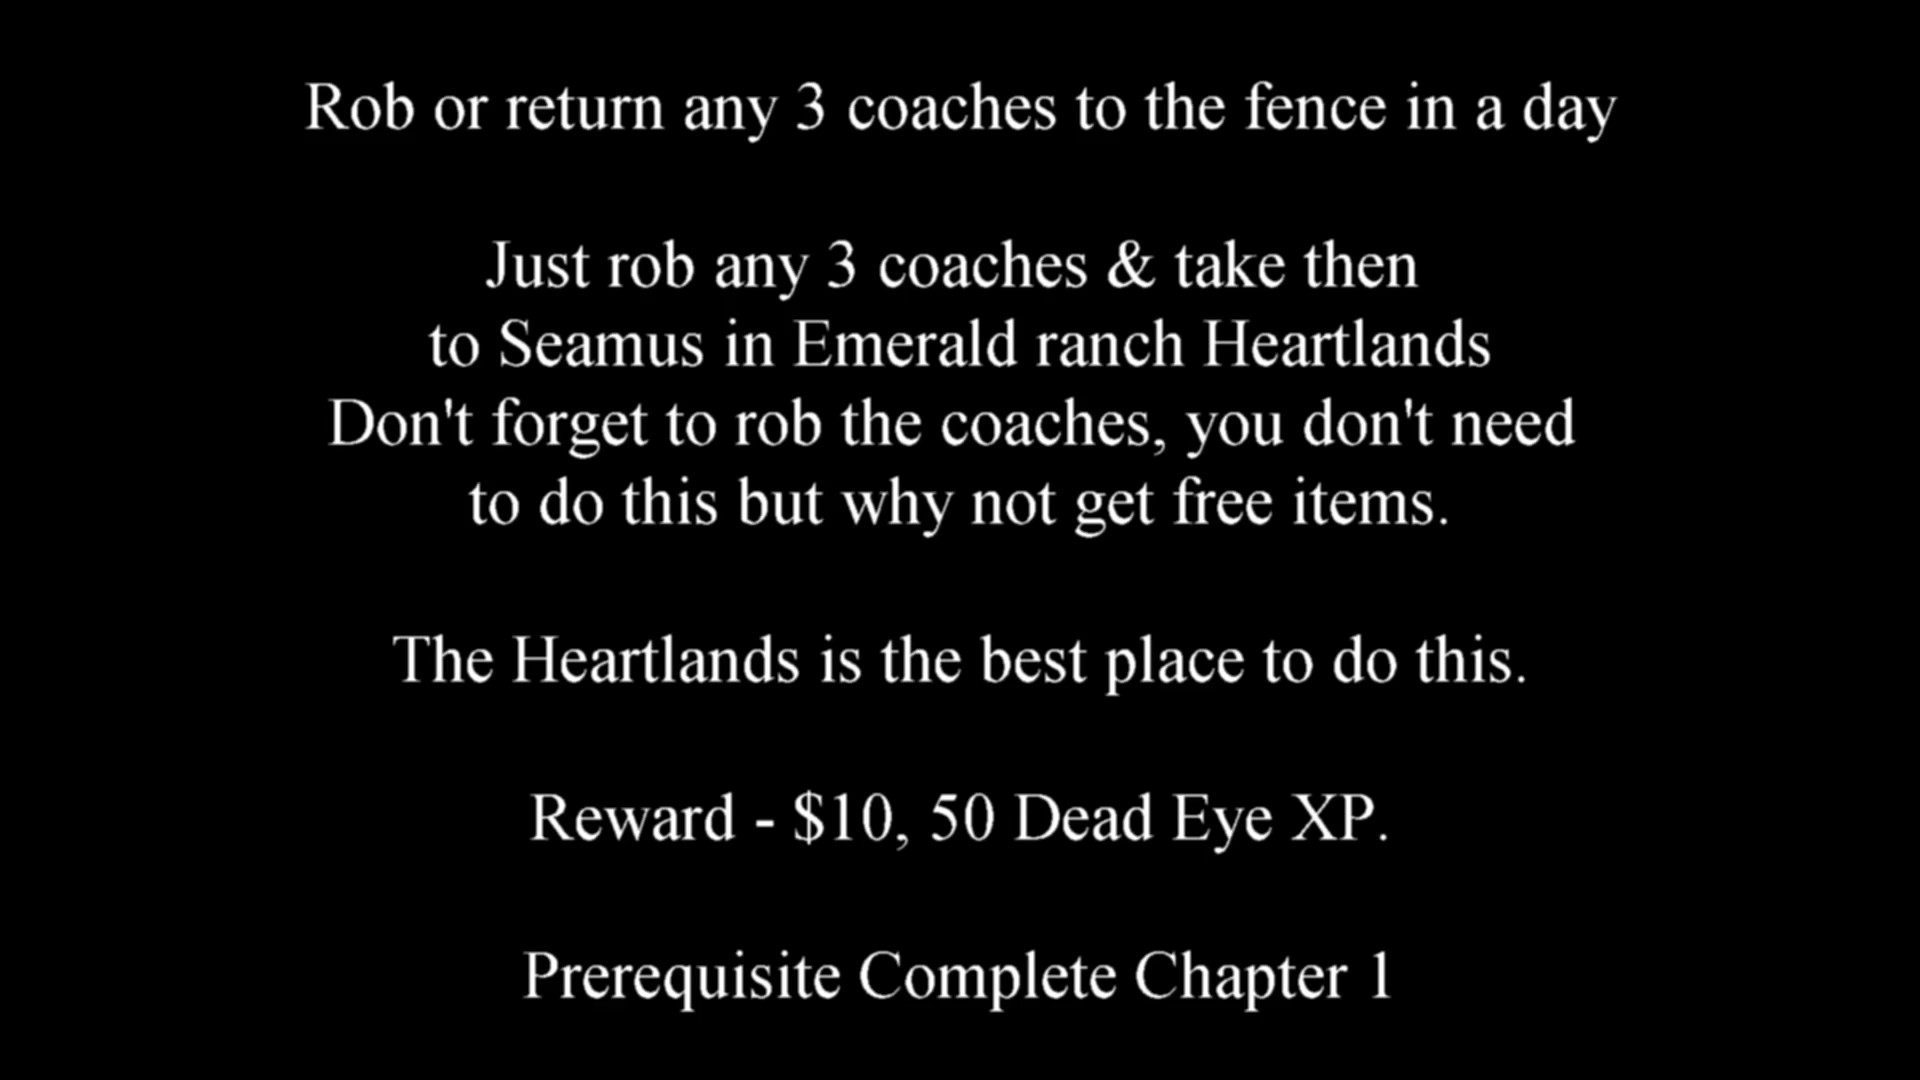 Rob or return any 3 coaches to the fence in a day
Just rob any 3 coaches & take then
to Seamus in Emerald ranch Heartlands
Don't forget to rob the coaches, you don't need
to do this but why not get free items.
The Heartlands is the best place to do this.
Reward - $10, 50 Dead Eye XP.
Prerequisite Complete Chapter 1